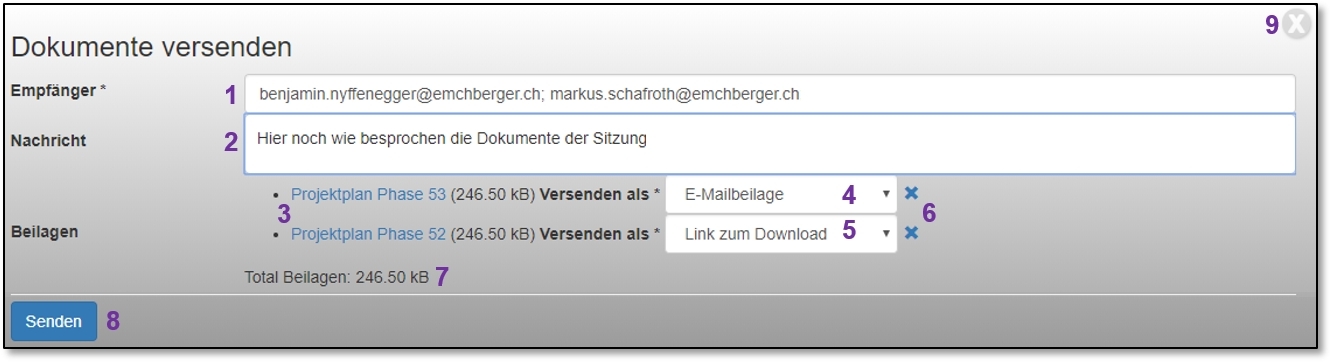 9 X
Dokumente versenden
Empfänger * 1 benjamin.nyffenegger@emchberger.ch; markus.schafroth@emchberger.ch
Nachricht 2 Hier noch wie besprochen die Dokumente der Sitzung
• Projektplan Phase 53 (246.50 kB) Versenden als * E-Mailbeilage 4 ▼ ✖
3 6
Beilagen • Projektplan Phase 52 (246.50 kB) Versenden als * Link zum Download 5 ▼ ✖
Total Beilagen: 246.50 kB 7
Senden 8